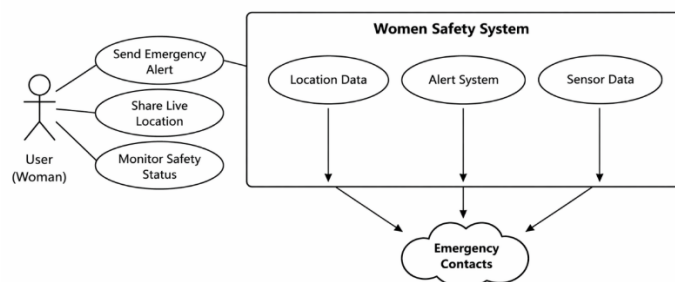 Women Safety System
Send Emergency
Alert
Share Live
Location
Monitor Safety
Status
User
(Woman)
Location Data
Alert System
Sensor Data
Emergency
Contacts